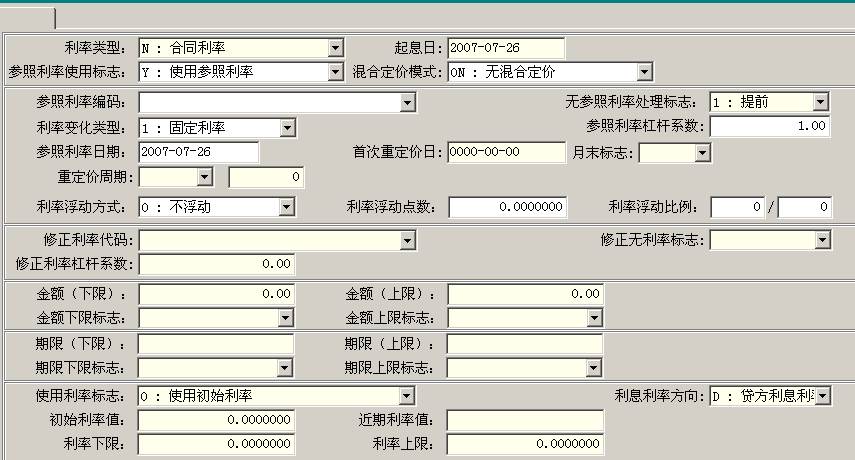 利率类型： N : 合同利率 起息日: 2007-07-26
参照利率使用标志： Y : 使用参照利率 混合定价模式： ON : 无混合定价
参照利率编码： 无参照利率处理标志： 1 : 提前
利率变化类型： 1 : 固定利率 参照利率杠杆系数： 1.00
参照利率日期： 2007-07-26 首次重定价日： 0000-00-00 月末标志：
重定价周期： 0
利率浮动方式： 0 : 不浮动 利率浮动点数： 0.0000000 利率浮动比例： 0 / 0
修正利率代码： 修正无利率标志：
修正利率杠杆系数： 0.00
金额（下限）： 0.00 金额（上限）： 0.00
金额下限标志： 金额上限标志：
期限（下限）： 期限（上限）：
期限下限标志： 期限上限标志：
使用利率标志： 0 : 使用初始利率 利息利率方向： D : 贷方利息利
初始利率值： 0.0000000 近期利率值：
利率下限： 0.0000000 利率上限： 0.0000000